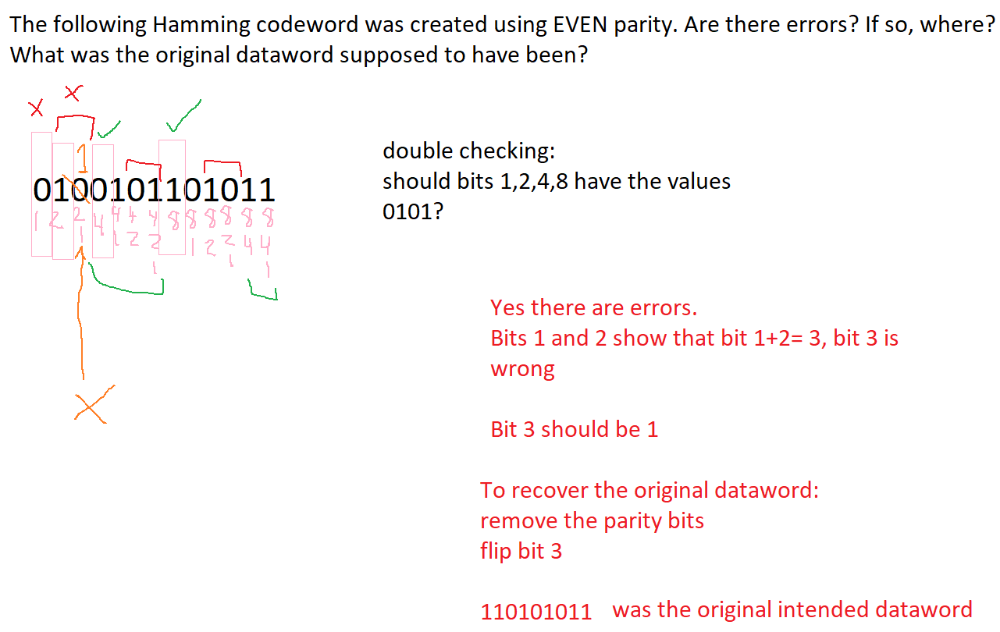 The following Hamming codeword was created using EVEN parity. Are there errors? If so, where?
What was the original dataword supposed to have been?
x x
1
0100101101011
1 2 2 4 4 4 4 8 8 8 8 8 8
1 1 2 2 1 2 2 4 4
1 1 1
double checking:
should bits 1,2,4,8 have the values
0101?
Yes there are errors.
Bits 1 and 2 show that bit 1+2= 3, bit 3 is
wrong
Bit 3 should be 1
To recover the original dataword:
remove the parity bits
flip bit 3
110101011 was the original intended dataword